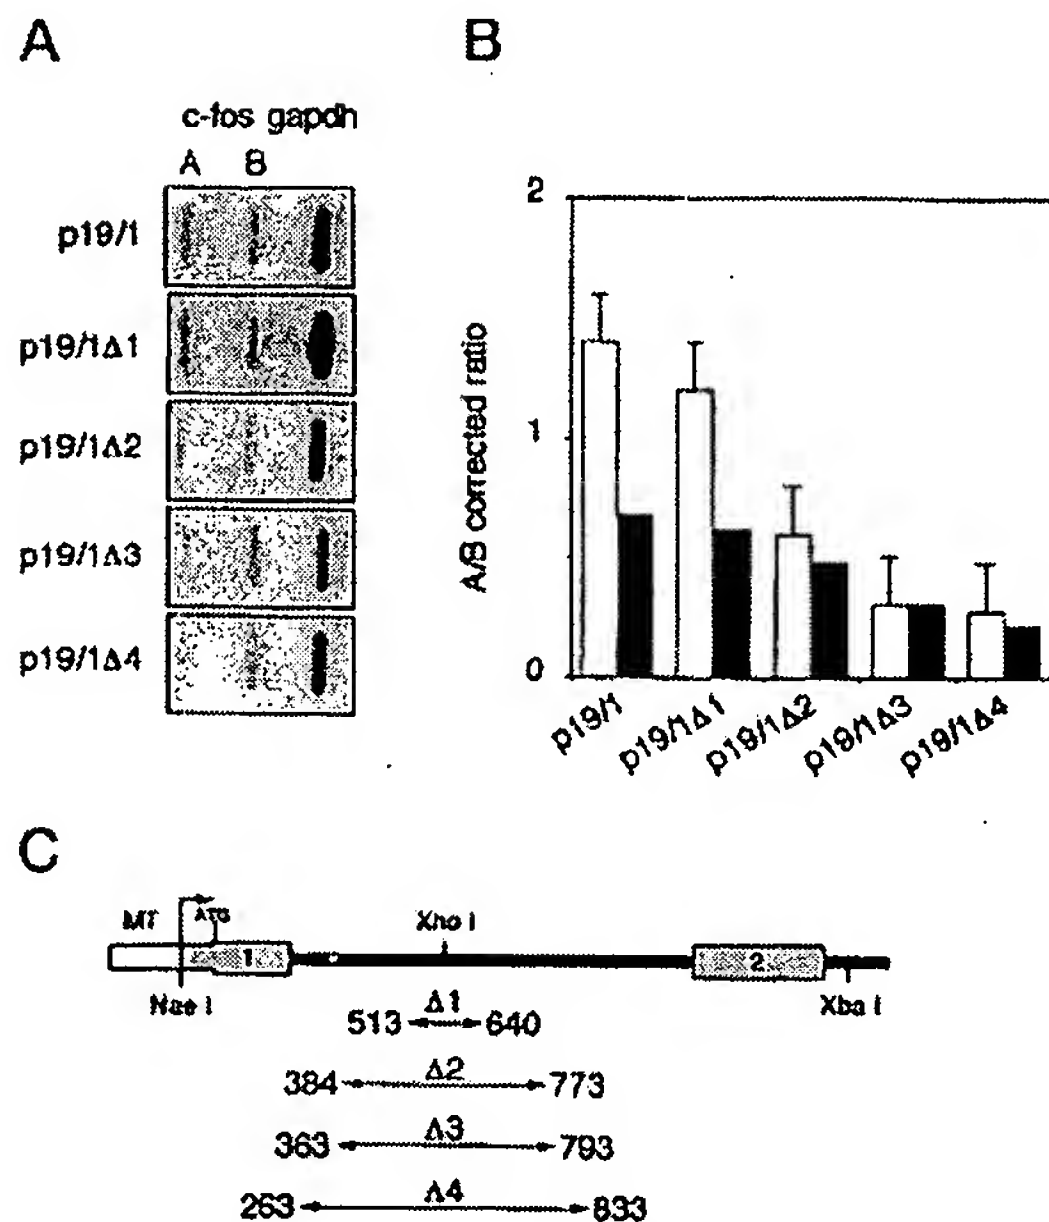 A
c-fos gapdh
A B
p19/1
p19/1Δ1
p19/1Δ2
p19/1Δ3
p19/1Δ4
B
A/B corrected ratio
2
1
0
p19/1
p19/1Δ1
p19/1Δ2
p19/1Δ3
p19/1Δ4
C
MT
ATG
Xho I
1
2
Nae I
Xba I
Δ1
513 640
Δ2
384 773
Δ3
363 793
Δ4
263 833